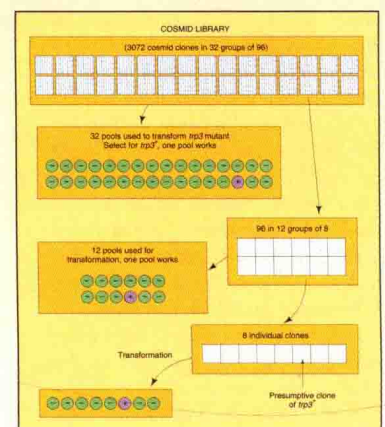 COSMID LIBRARY
(3072 cosmid clones in 32 groups of 96)
32 pools used to transform trp3 mutant
Select for trp3+, one pool works
96 in 12 groups of 8
12 pools used for
transformation, one pool works
8 individual clones
Transformation
Presumptive clone
of trp3+